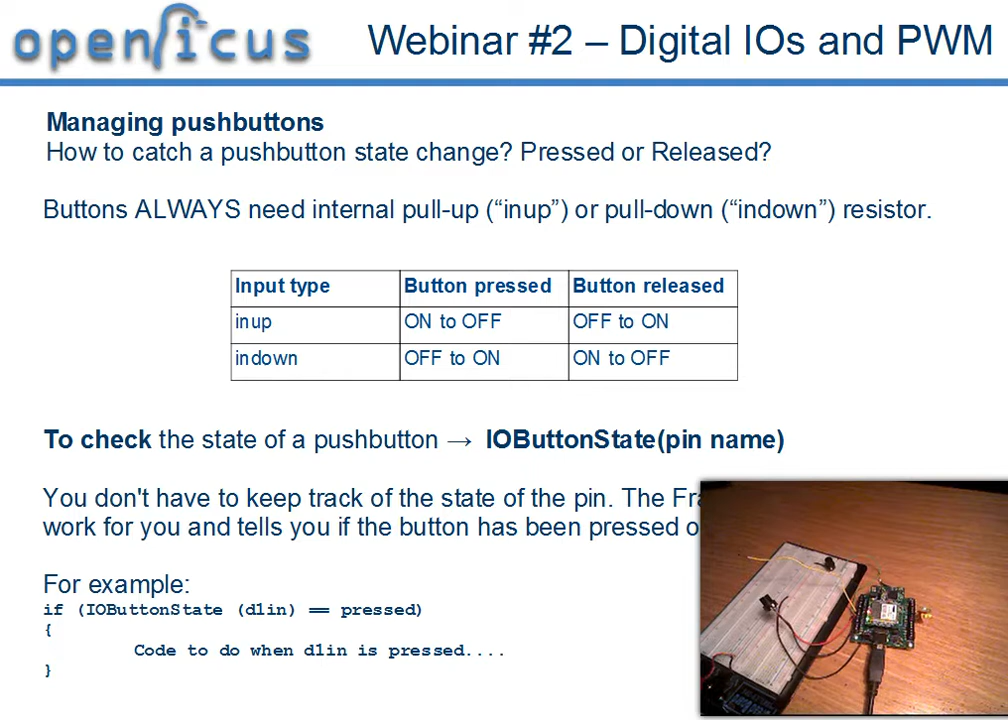 openPicus
Webinar #2 – Digital IOs and PWM
Managing pushbuttons
How to catch a pushbutton state change? Pressed or Released?
Buttons ALWAYS need internal pull-up (“inup”) or pull-down (“indown”) resistor.
Input type Button pressed Button released
inup ON to OFF OFF to ON
indown OFF to ON ON to OFF
To check the state of a pushbutton → IOButtonState(pin name)
You don't have to keep track of the state of the pin. The
work for you and tells you if the button has been pressed
For example:
if (IOButtonState (d1in) == pressed)
{
Code to do when d1in is pressed....
}